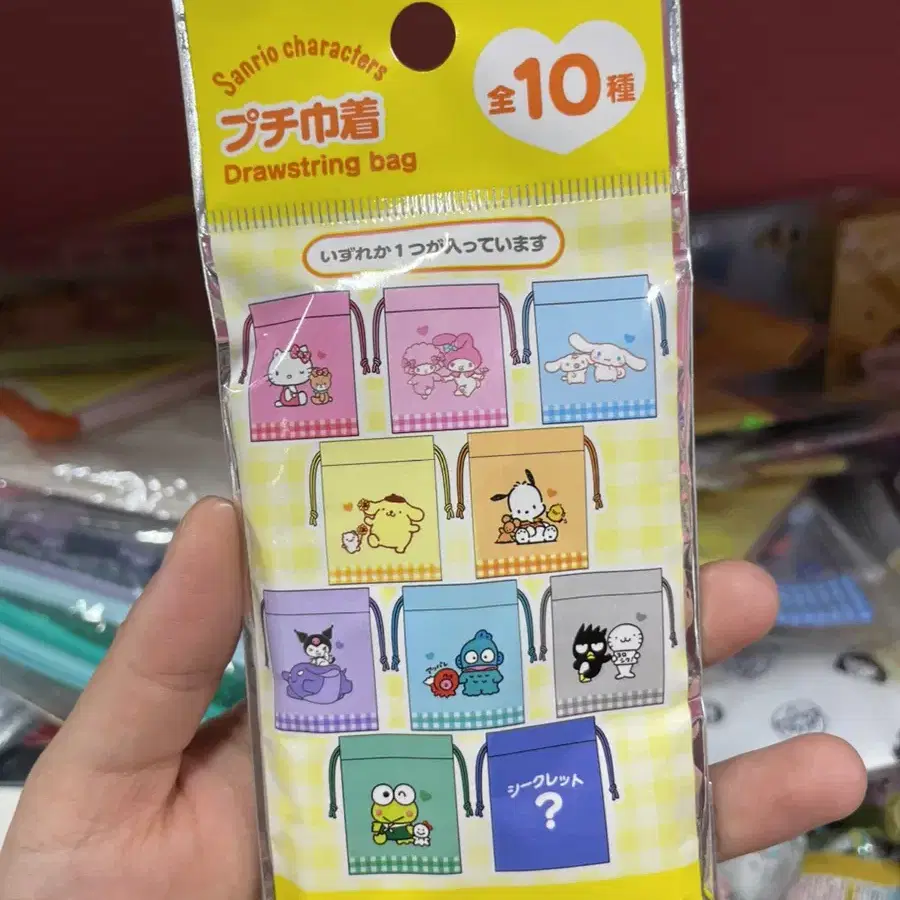 Sanrio characters
プチ巾着
Drawstring bag
全10種
いずれか1つが入っています
シークレット
?